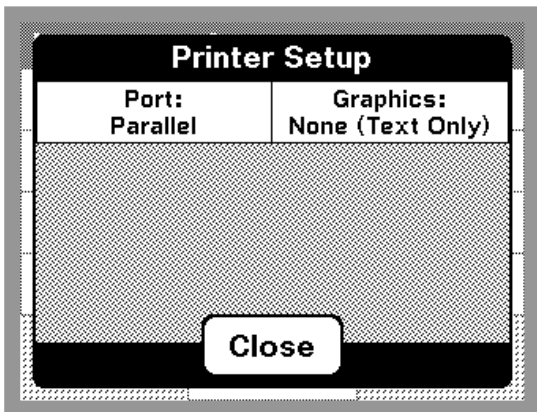 Printer Setup
Port:
Parallel
Graphics:
None (Text Only)
Close